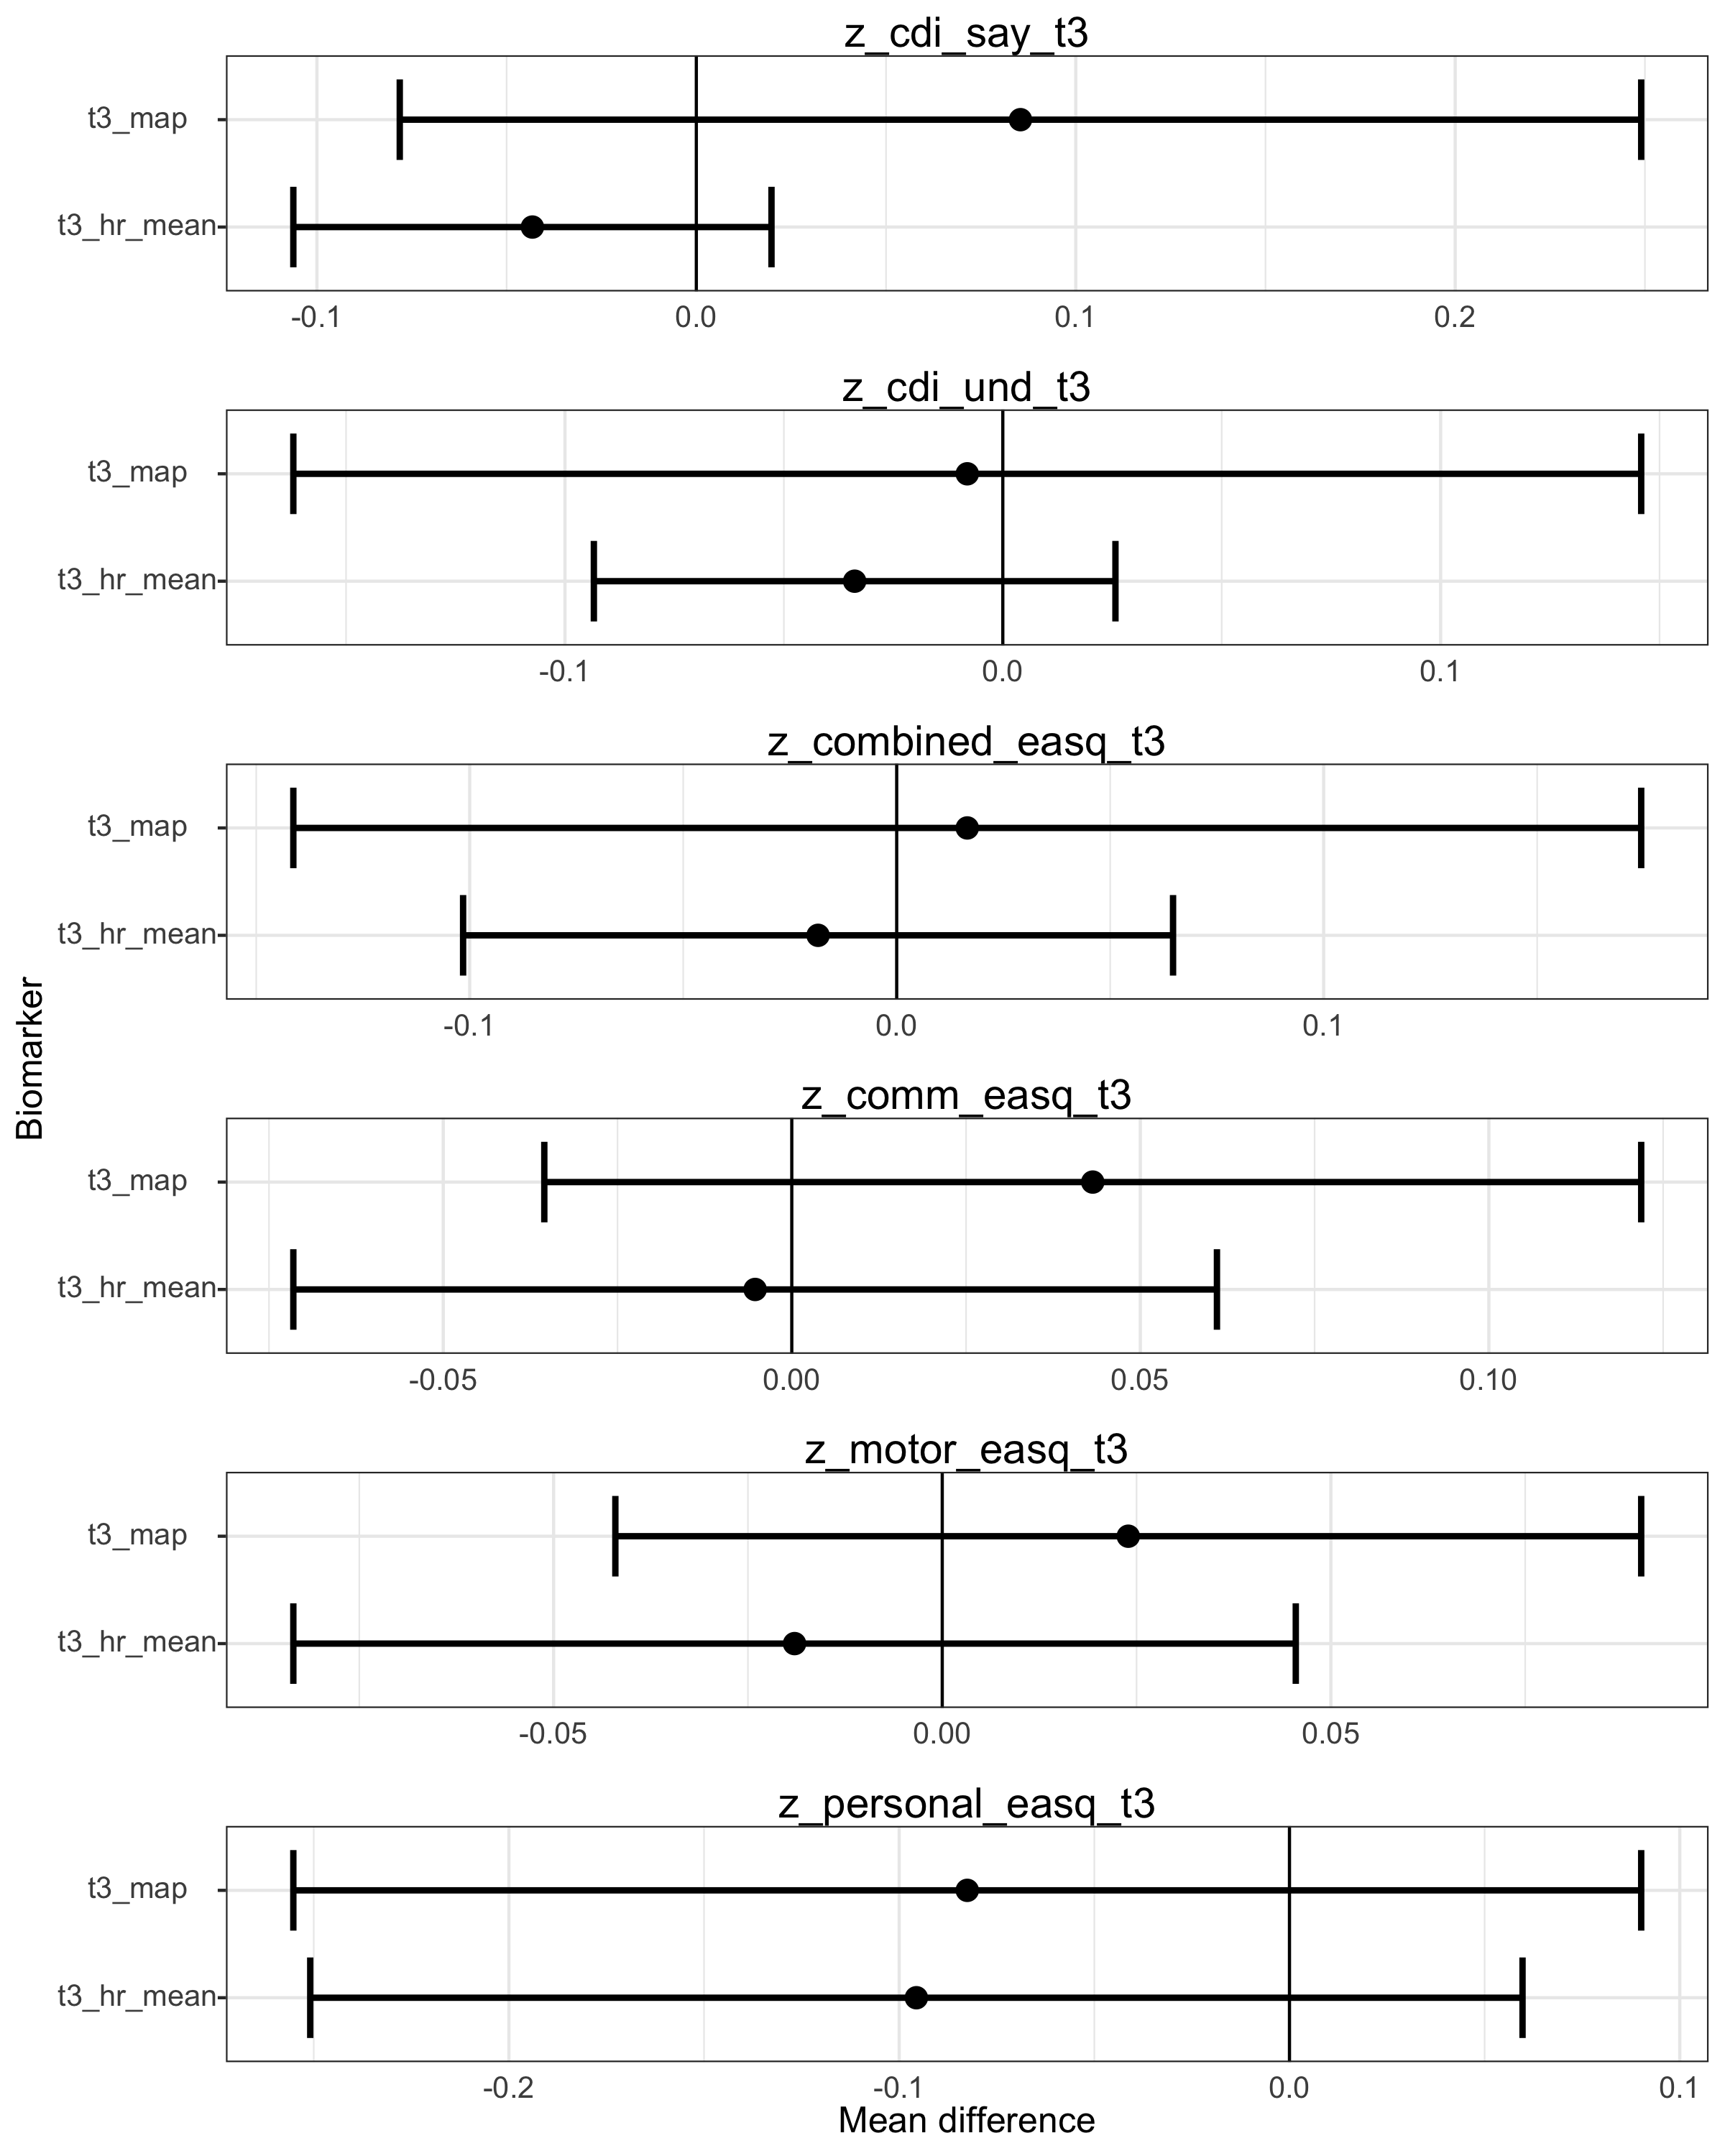 z_cdi_say_t3
t3_map
t3_hr_mean
-0.1 0.0 0.1 0.2
z_cdi_und_t3
t3_map
t3_hr_mean
-0.1 0.0 0.1
z_combined_easq_t3
t3_map
t3_hr_mean
-0.1 0.0 0.1
Biomarker
z_comm_easq_t3
t3_map
t3_hr_mean
-0.05 0.00 0.05 0.10
z_motor_easq_t3
t3_map
t3_hr_mean
-0.05 0.00 0.05
z_personal_easq_t3
t3_map
t3_hr_mean
-0.2 -0.1 0.0 0.1
Mean difference